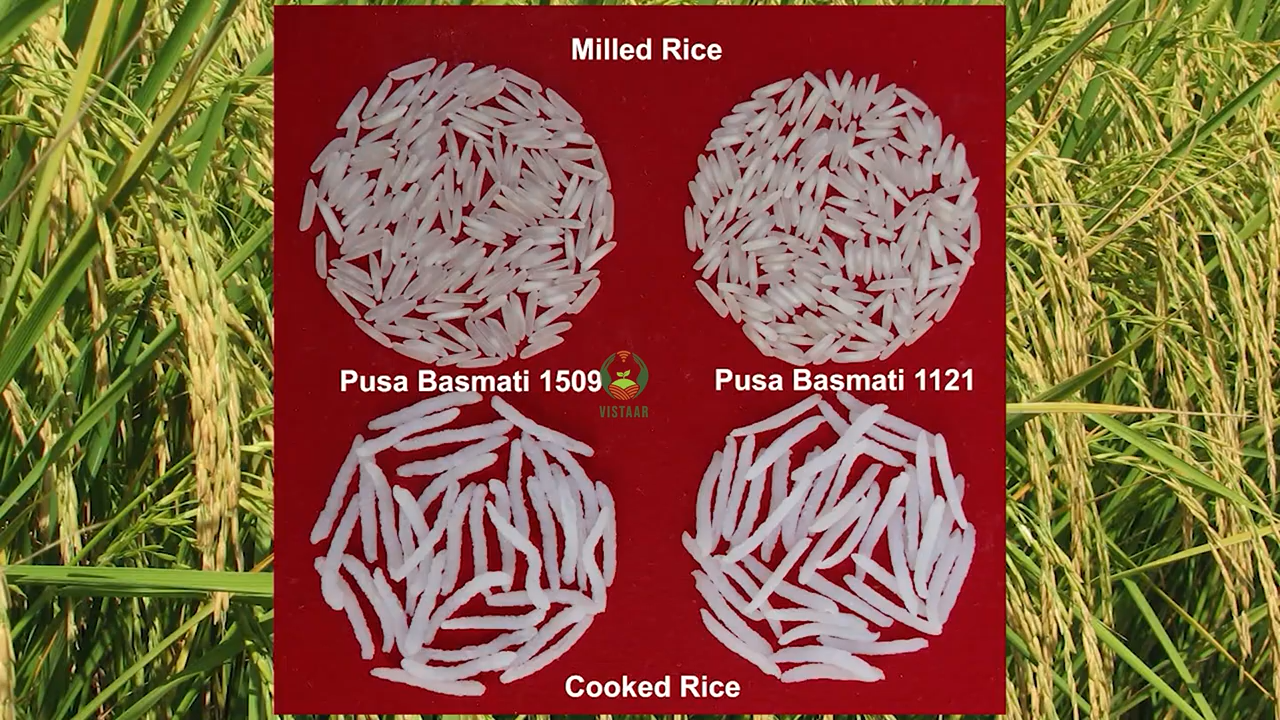 Milled Rice
Pusa Basmati 1509
Pusa Basmati 1121
VISTAAR
Cooked Rice